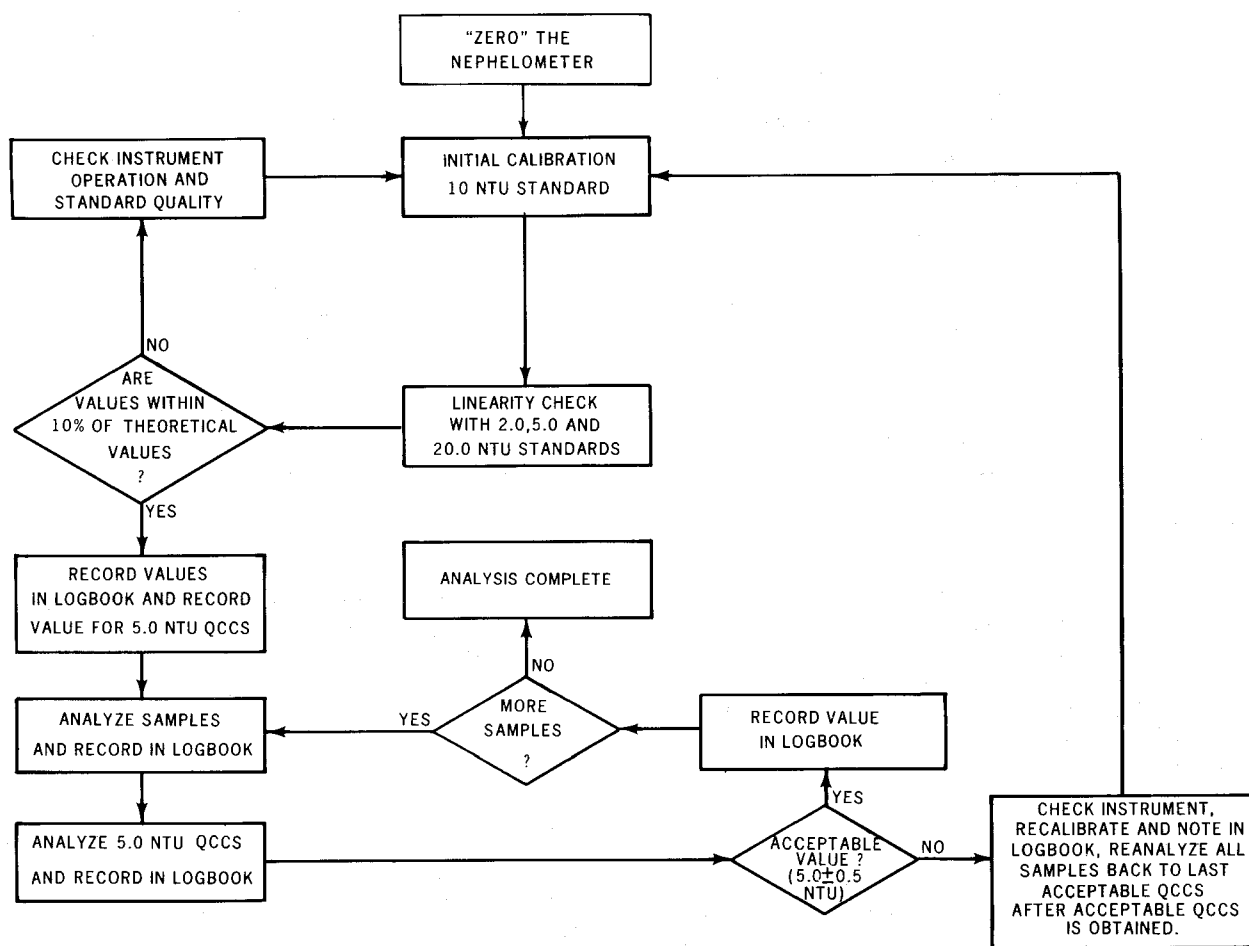 "ZERO" THE
NEPHELOMETER
CHECK INSTRUMENT
OPERATION AND
STANDARD QUALITY
INITIAL CALIBRATION
10 NTU STANDARD
NO
ARE
VALUES WITHIN
10% OF THEORETICAL
VALUES
?
YES
LINEARITY CHECK
WITH 2.0,5.0 AND
20.0 NTU STANDARDS
RECORD VALUES
IN LOGBOOK AND RECORD
VALUE FOR 5.0 NTU QCCS
ANALYSIS COMPLETE
NO
ANALYZE SAMPLES
AND RECORD IN LOGBOOK
YES
MORE
SAMPLES
?
RECORD VALUE
IN LOGBOOK
YES
ANALYZE 5.0 NTU QCCS
AND RECORD IN LOGBOOK
ACCEPTABLE
VALUE ?
(5.0±0.5
NTU)
NO
CHECK INSTRUMENT,
RECALIBRATE AND NOTE IN
LOGBOOK, REANALYZE ALL
SAMPLES BACK TO LAST
ACCEPTABLE QCCS
AFTER ACCEPTABLE QCCS
IS OBTAINED.